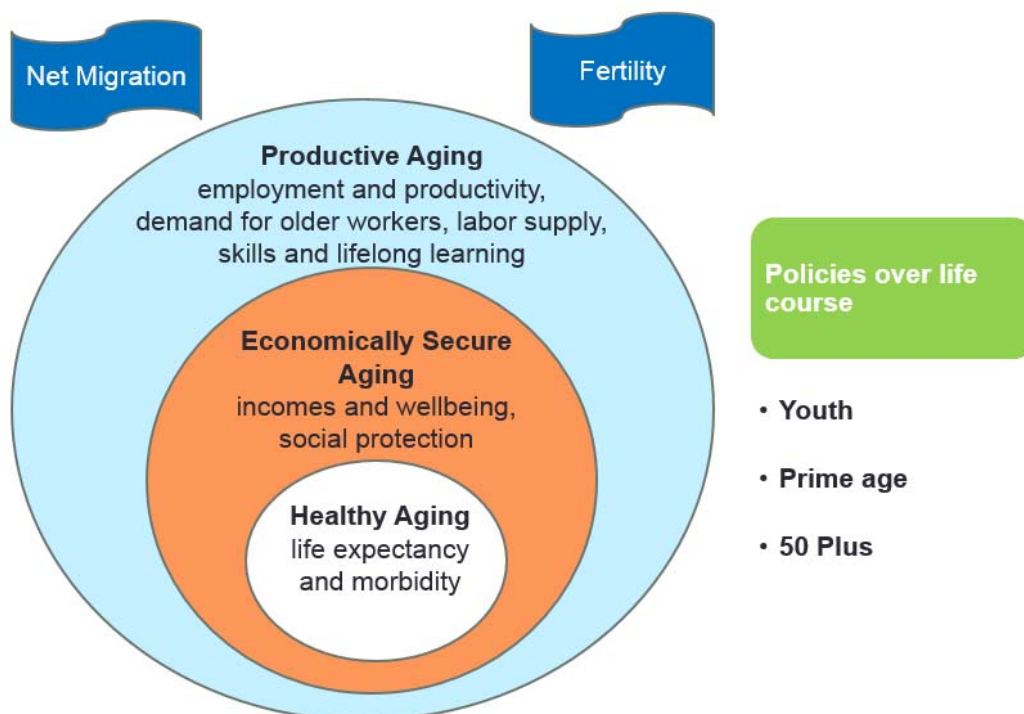 Net Migration
Fertility
Productive Aging
employment and productivity,
demand for older workers, labor supply,
skills and lifelong learning
Economically Secure
Aging
incomes and wellbeing,
social protection
Healthy Aging
life expectancy
and morbidity
Policies over life
course
• Youth
• Prime age
• 50 Plus